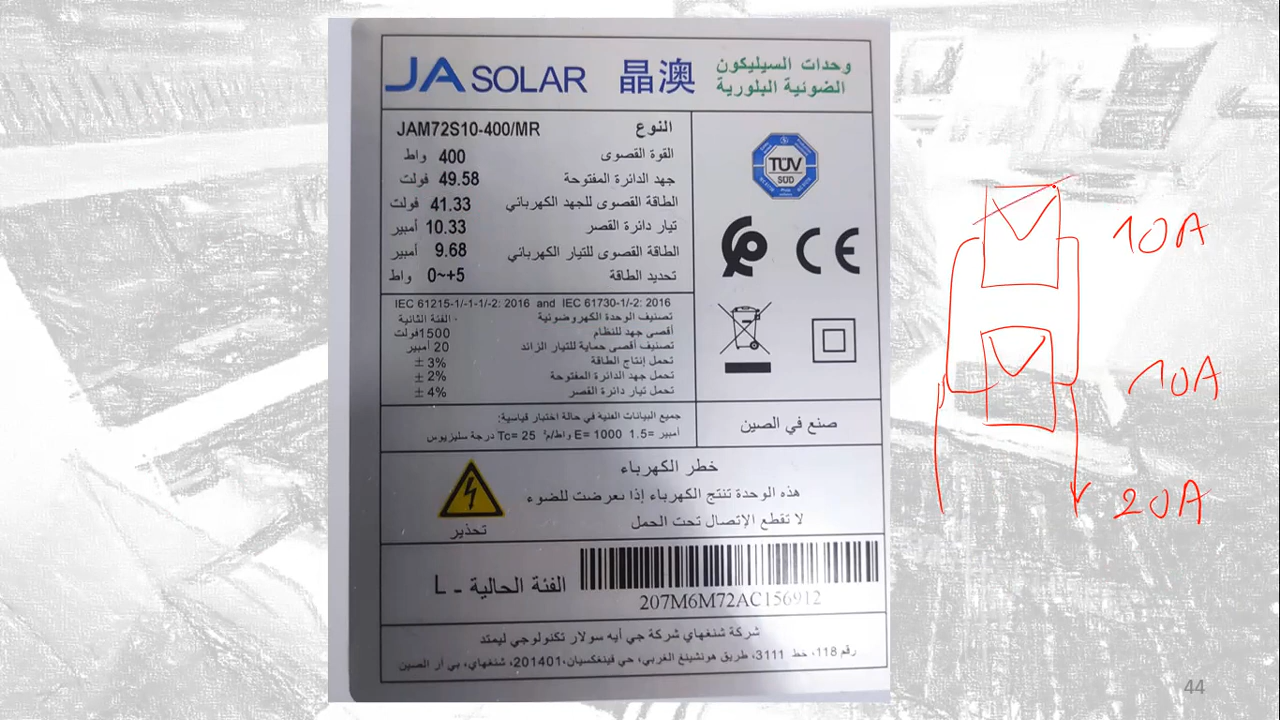 JA SOLAR 晶澳 وحدات السيليكون
الضوئية البلورية
النوع JAM72S10-400/MR
القوة القصوى 400 واط
جهد الدائرة المفتوحة 49.58 فولت
الطاقة القصوى للجهد الكهربائي 41.33 فولت
تيار دائرة القصر 10.33 أمبير
الطاقة القصوى للتيار الكهربائي 9.68 أمبير
تحديد الطاقة 0~+5 واط
IEC 61215-1/-1-1/-2: 2016 and IEC 61730-1/-2: 2016
تصنيف الوحدة الكهروضوئية الفئة الثانية
أقصى جهد للنظام 1500فولت
تصنيف أقصى حماية للتيار الزائد 20 أمبير
تحمل إنتاج الطاقة ± 3%
تحمل جهد الدائرة المفتوحة ± 2%
تحمل تيار دائرة القصر ± 4%
جميع البيانات الفنية في حالة اختبار قياسية:
أمبير =1.5 E= 1000 واط/م² Tc= 25 درجة سليزيوس
TÜV
SÜD
CE
صنع في الصين
خطر الكهرباء
هذه الوحدة تنتج الكهرباء إذا تعرضت للضوء
لا تقطع الإتصال تحت الحمل
تحذير
الفئة الحالية - L
207M6M72AC156912
شركة شنغهاي شركة جي أيه سولار تكنولوجي ليمتد
رقم 118، خط 3111، طريق هونشينغ الغربي، حي فينغكسيان،201401، شنغهاي، بي أر الصين
10A
10A
20A
44